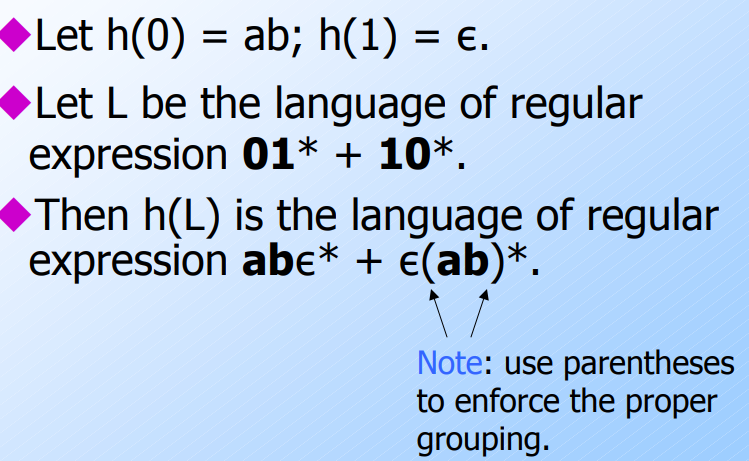 Let h(0) = ab; h(1) = ϵ.
Let L be the language of regular
expression 01* + 10*.
Then h(L) is the language of regular
expression abϵ* + ϵ(ab)*.
Note: use parentheses
to enforce the proper
grouping.